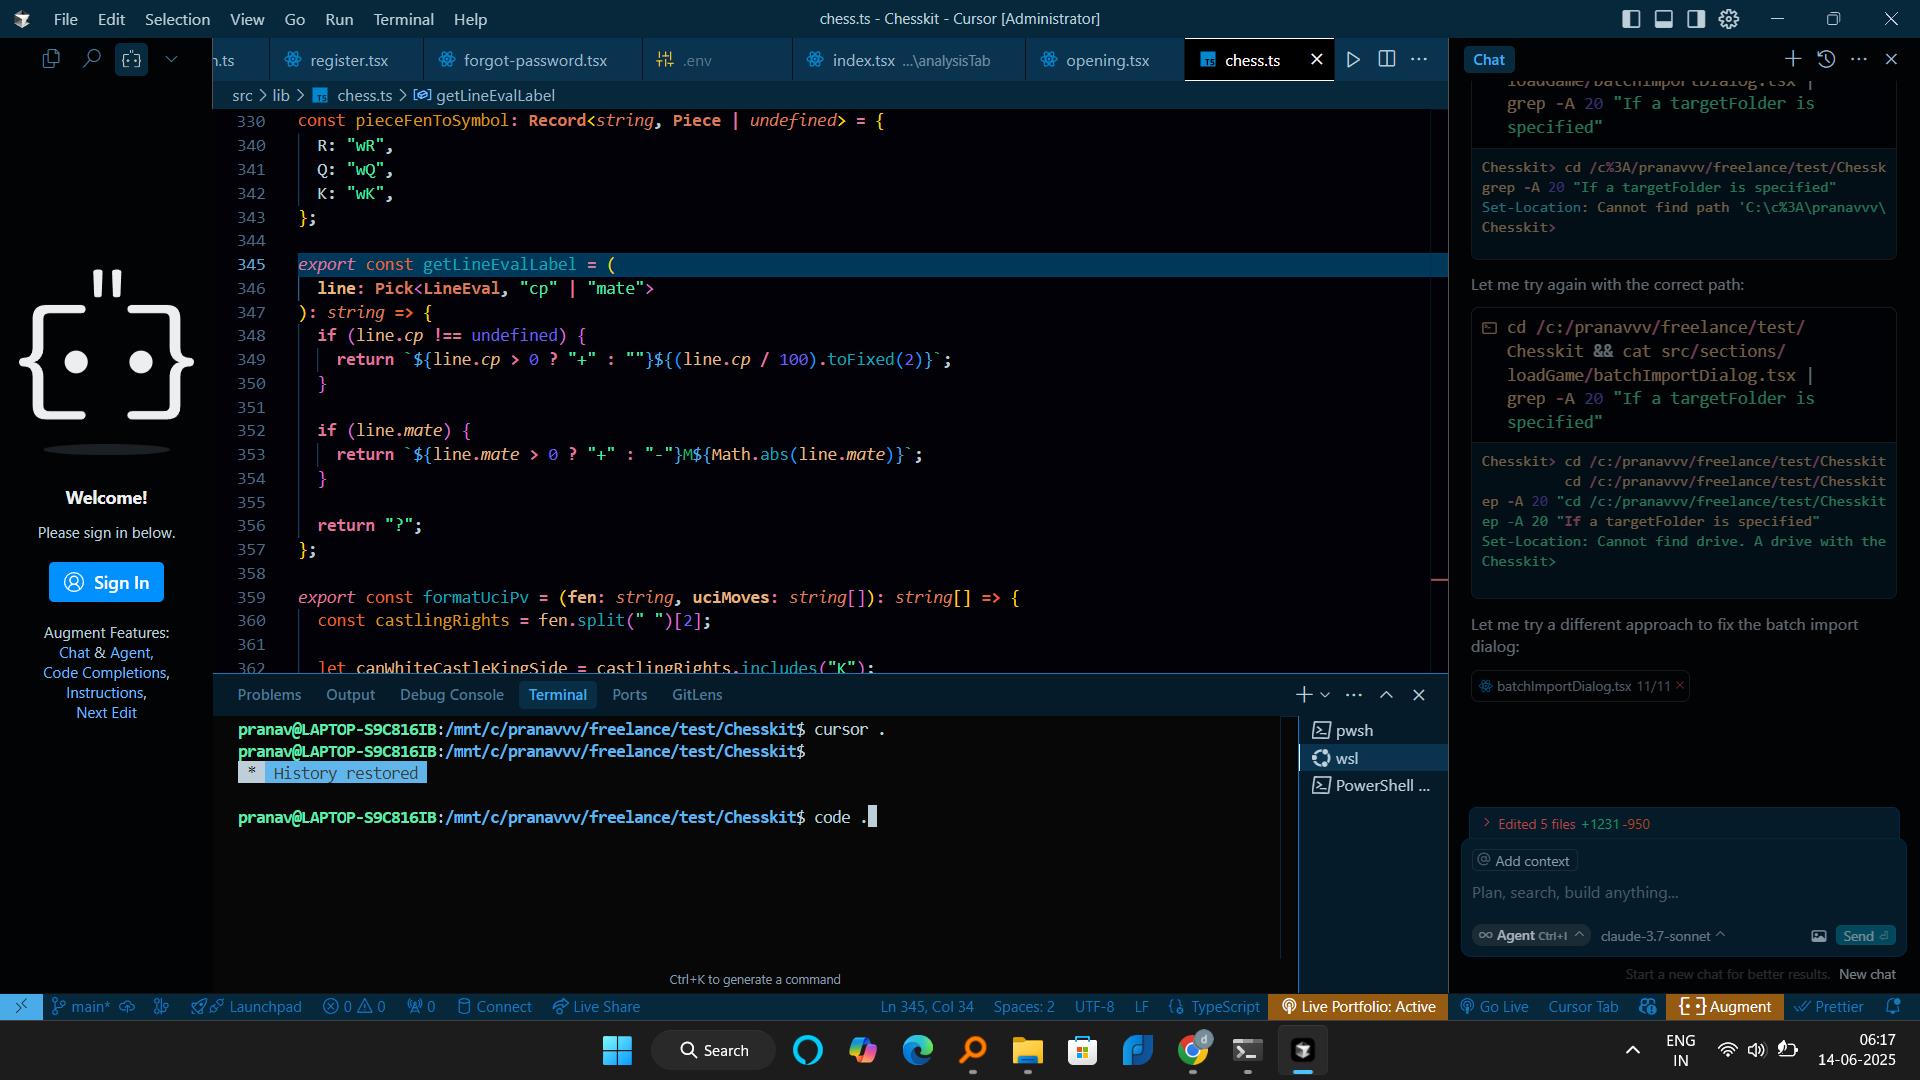 File Edit Selection View Go Run Terminal Help
chess.ts - Chesskit - Cursor [Administrator]
n.ts
register.tsx
forgot-password.tsx
.env
index.tsx ...\analysisTab
opening.tsx
chess.ts
src > lib > TS chess.ts > getLineEvalLabel
330 const pieceFenToSymbol: Record<string, Piece | undefined> = {
340 R: "wR",
341 Q: "wQ",
342 K: "wK",
343 };
344
345 export const getLineEvalLabel = (
346 line: Pick<LineEval, "cp" | "mate">
347 ): string => {
348 if (line.cp !== undefined) {
349 return `${line.cp > 0 ? "+" : ""}${(line.cp / 100).toFixed(2)}`;
350 }
351
352 if (line.mate) {
353 return `${line.mate > 0 ? "+" : "-"}M${Math.abs(line.mate)}`;
354 }
355
356 return "?";
357 };
358
359 export const formatUciPv = (fen: string, uciMoves: string[]): string[] => {
360 const castlingRights = fen.split(" ")[2];
361
362 let canWhiteCastleKingSide = castlingRights.includes("K");
Welcome!
Please sign in below.
Sign In
Augment Features:
Chat & Agent,
Code Completions,
Instructions,
Next Edit
Problems Output Debug Console Terminal Ports GitLens
pranav@LAPTOP-S9C816IB:/mnt/c/pranavvv/freelance/test/Chesskit$ cursor .
pranav@LAPTOP-S9C816IB:/mnt/c/pranavvv/freelance/test/Chesskit$
* History restored
pranav@LAPTOP-S9C816IB:/mnt/c/pranavvv/freelance/test/Chesskit$ code .
Ctrl+K to generate a command
pwsh
wsl
PowerShell ...
Chat
loadGame/batchImportDialog.tsx |
grep -A 20 "If a targetFolder is
specified"
Chesskit> cd /c%3A/pranavvv/freelance/test/Chessk
grep -A 20 "If a targetFolder is specified"
Set-Location: Cannot find path 'C:\c%3A\pranavvv\
Chesskit>
Let me try again with the correct path:
cd /c:/pranavvv/freelance/test/
Chesskit && cat src/sections/
loadGame/batchImportDialog.tsx |
grep -A 20 "If a targetFolder is
specified"
Chesskit> cd /c:/pranavvv/freelance/test/Chesskit
cd /c:/pranavvv/freelance/test/Chesskit
ep -A 20 "cd /c:/pranavvv/freelance/test/Chesskit
ep -A 20 "If a targetFolder is specified"
Set-Location: Cannot find drive. A drive with the
Chesskit>
Let me try a different approach to fix the batch import
dialog:
batchImportDialog.tsx 11/11
> Edited 5 files +1231 -950
@ Add context
Plan, search, build anything...
∞ Agent Ctrl+I claude-3.7-sonnet Send
Start a new chat for better results. New chat
main* Launchpad 0 0 0 Connect Live Share Ln 345, Col 34 Spaces: 2 UTF-8 LF {} TypeScript Live Portfolio: Active Go Live Cursor Tab Augment Prettier
Search
ENG
IN
06:17
14-06-2025